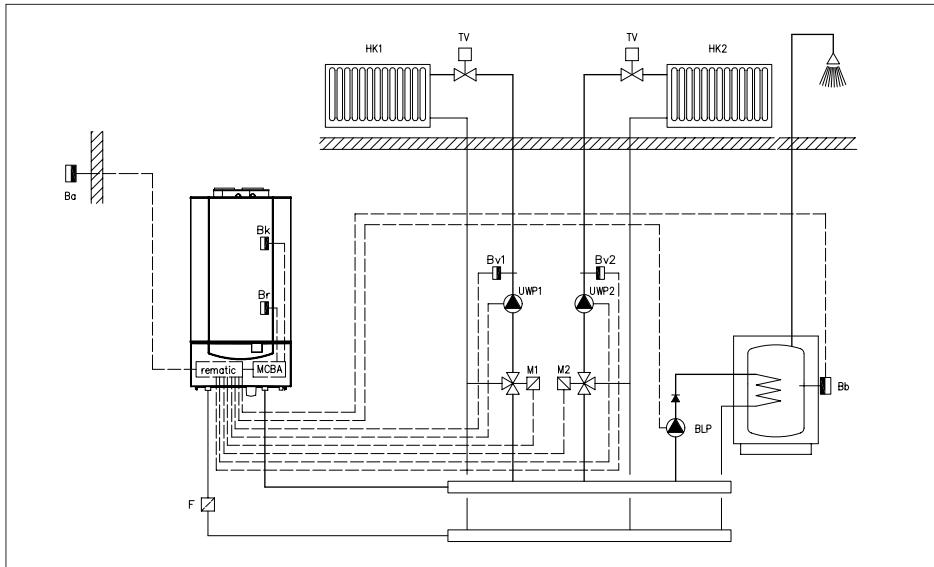 TV
TV
HK1
HK2
Ba
Bk
Bv1
Bv2
Br
UWP1
UWP2
rematic
MCBA
M1
M2
Bb
BLP
F